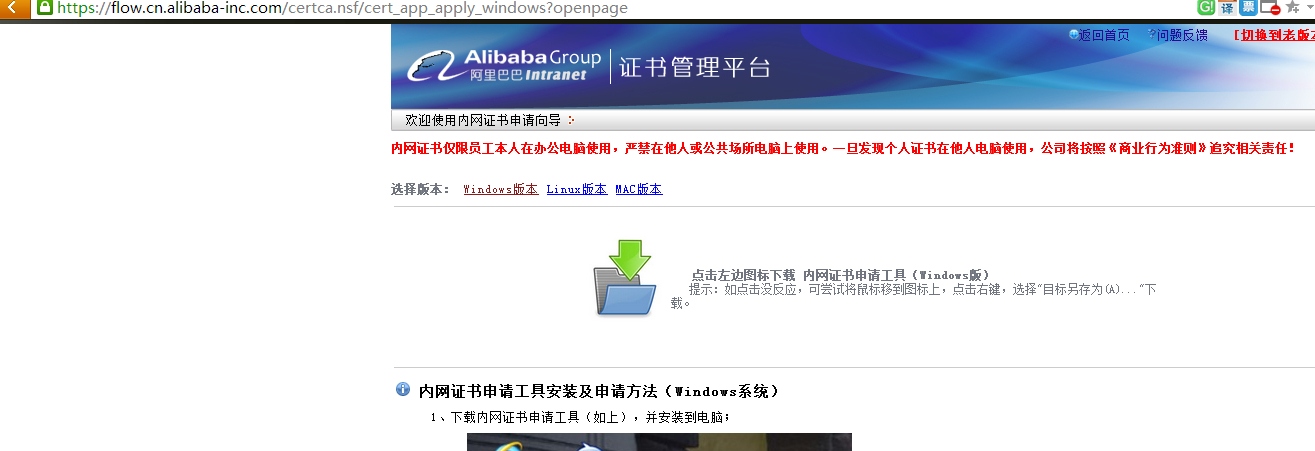 https://flow.cn.alibaba-inc.com/certca.nsf/cert_app_apply_windows?openpage
G! 译 票
返回首页 问题反馈 [切换到老版
AlibabaGroup
阿里巴巴Intranet
证书管理平台
欢迎使用内网证书申请向导
内网证书仅限员工本人在办公电脑使用，严禁在他人或公共场所电脑上使用。一旦发现个人证书在他人电脑使用，公司将按照《商业行为准则》追究相关责任！
选择版本： Windows版本 Linux版本 MAC版本
点击左边图标下载 内网证书申请工具（Windows版）
提示：如点击没反应，可尝试将鼠标移到图标上，点击右键，选择"目标另存为(A)..."下
载。
内网证书申请工具安装及申请方法（Windows系统）
1、下载内网证书申请工具（如上），并安装到电脑；